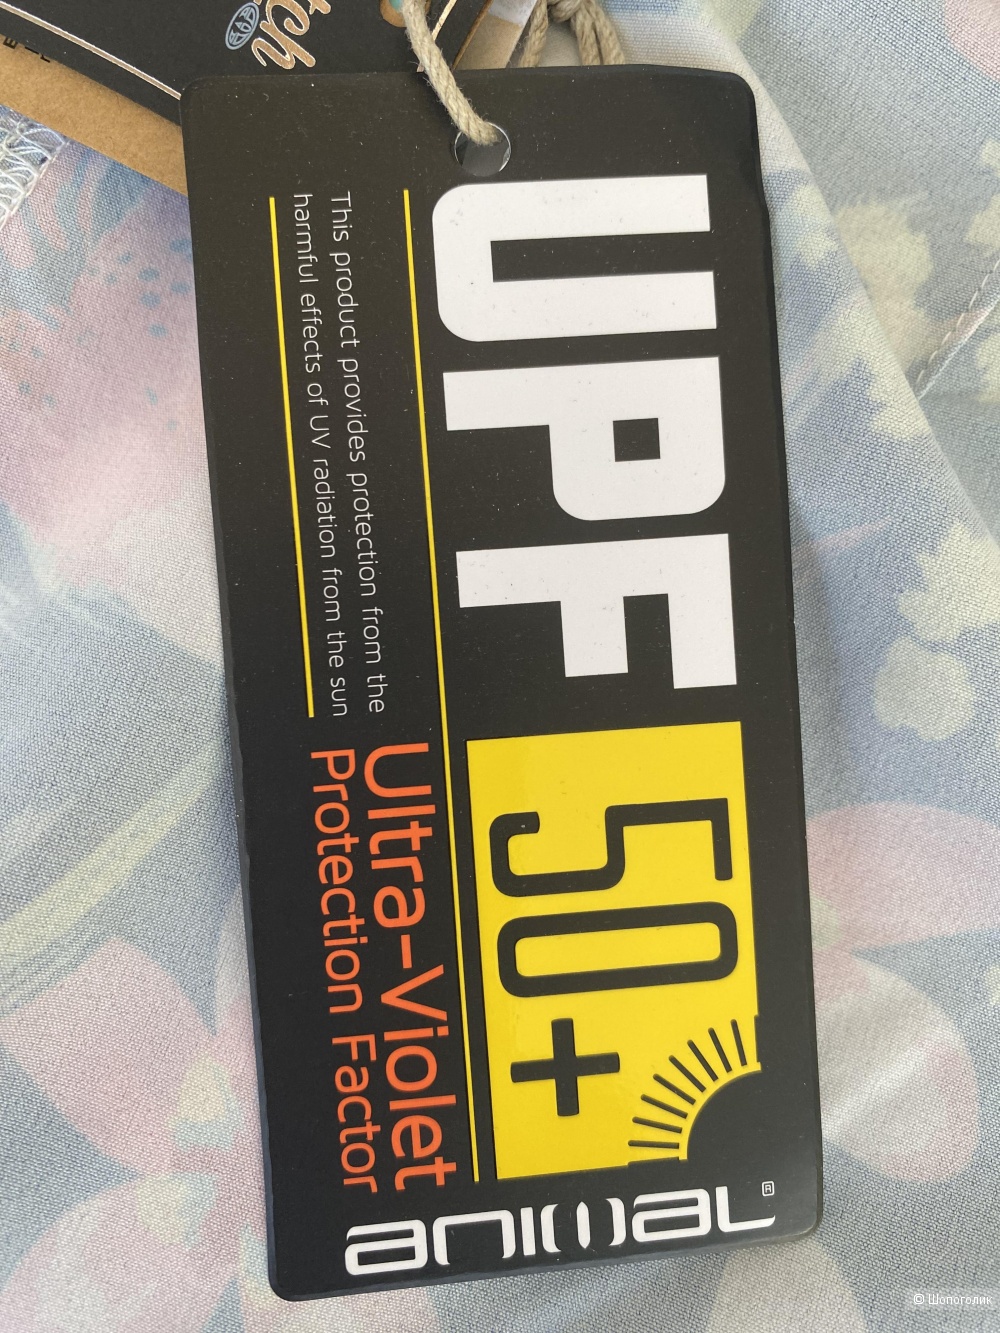 UPF 50+
Ultra-Violet
Protection Factor
This product provides protection from the
harmful effects of UV radiation from the sun
animal®
tch
© Шопоголик